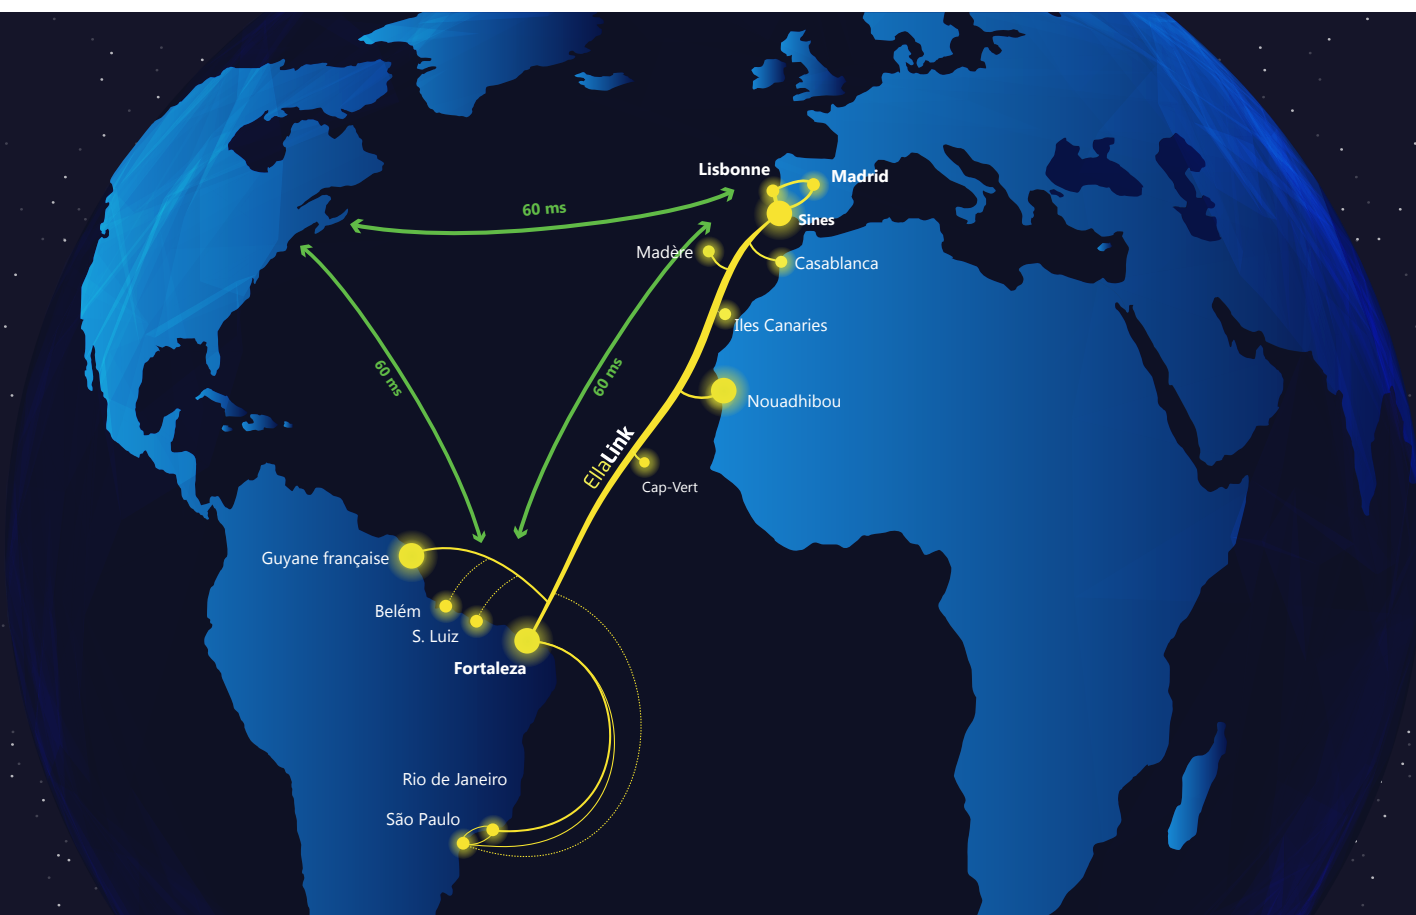 Lisbonne
Madrid
60 ms
Sines
Madère
Casablanca
Iles Canaries
60 ms
60 ms
Nouadhibou
EllaLink
Cap-Vert
Guyane française
Belém
S. Luiz
Fortaleza
Rio de Janeiro
São Paulo